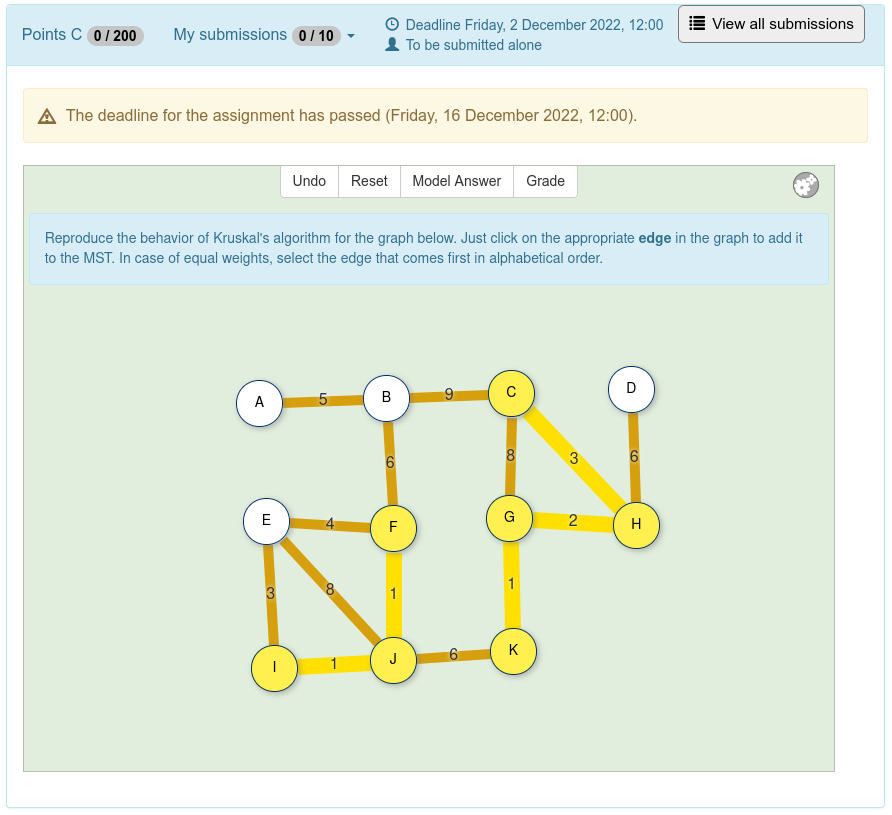 Points C 0 / 200 My submissions 0 / 10 Deadline Friday, 2 December 2022, 12:00 View all submissions
To be submitted alone
The deadline for the assignment has passed (Friday, 16 December 2022, 12:00).
Undo Reset Model Answer Grade
Reproduce the behavior of Kruskal's algorithm for the graph below. Just click on the appropriate edge in the graph to add it
to the MST. In case of equal weights, select the edge that comes first in alphabetical order.
A 5 B 9 C D
6 8 3 6
E 4 F G 2 H
3 8 1 1
I 1 J 6 K